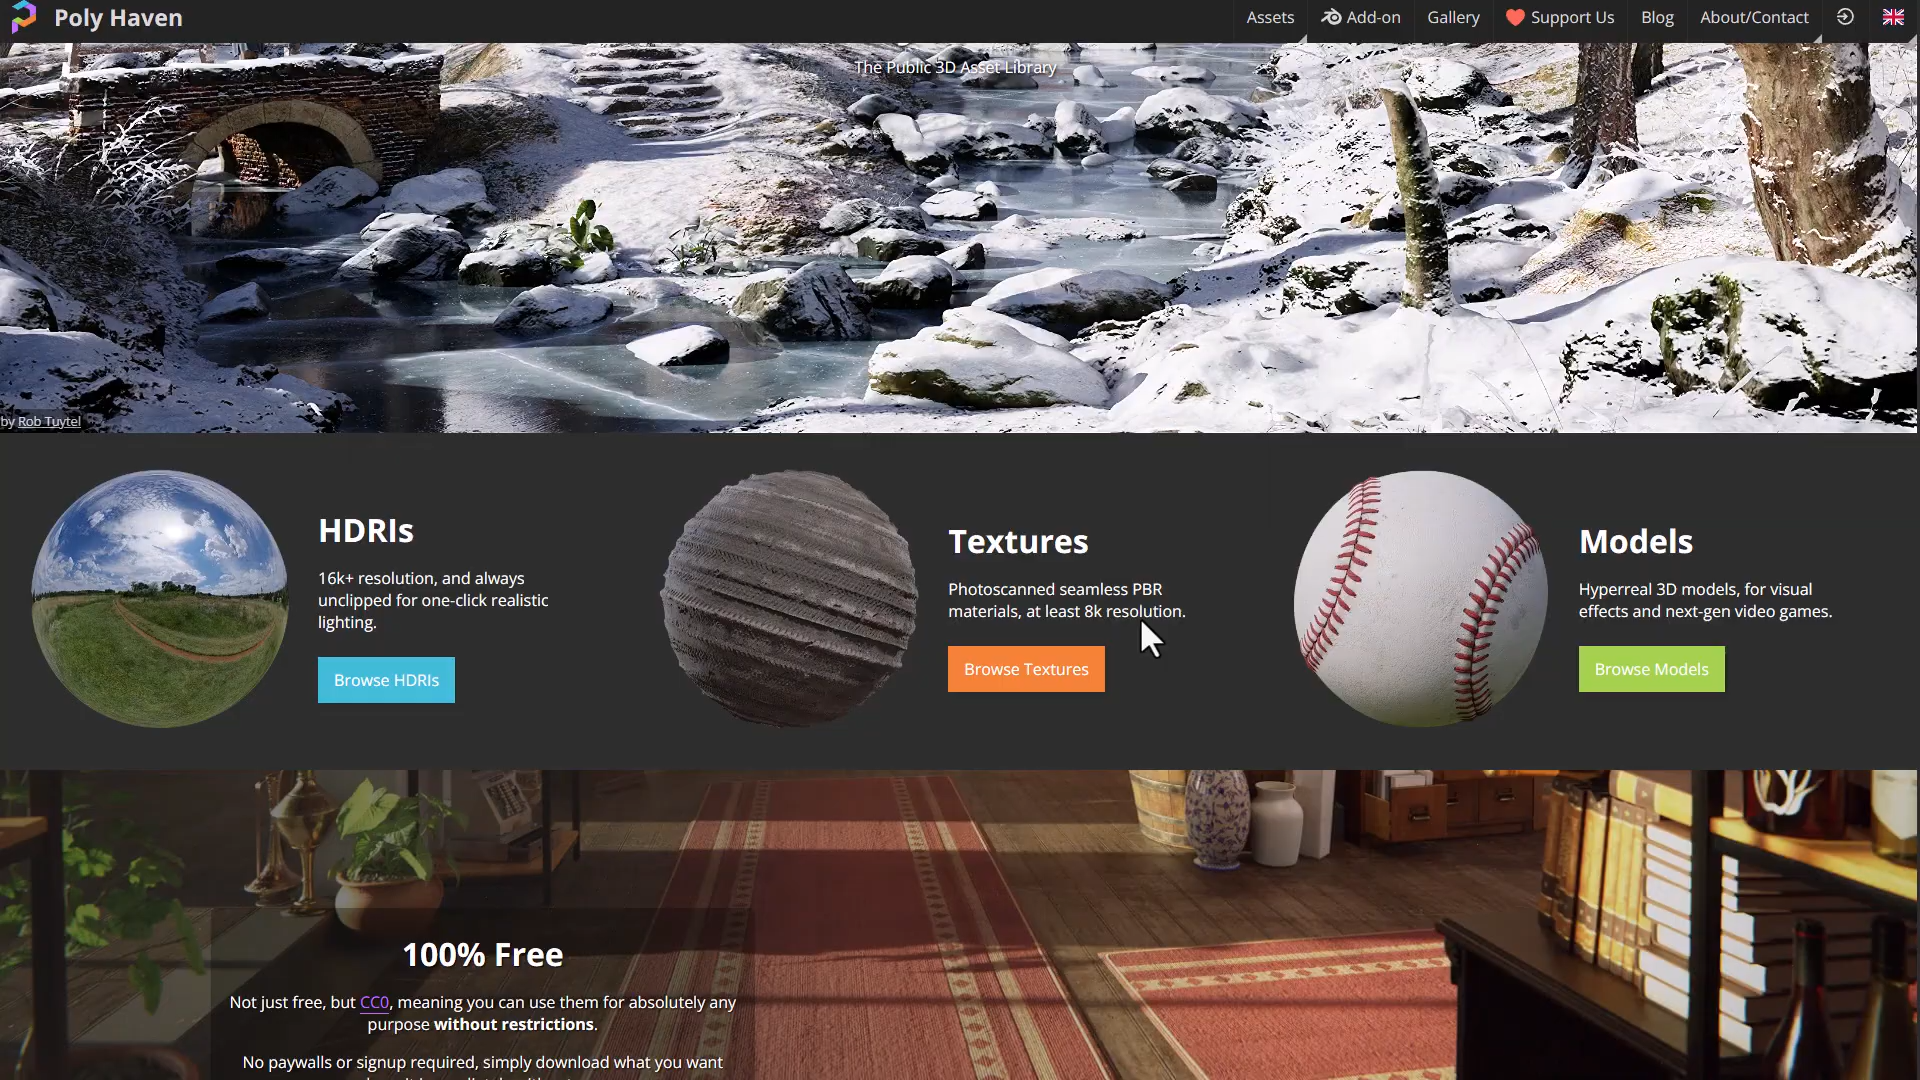 Poly Haven
Assets
Add-on
Gallery
Support Us
Blog
About/Contact
The Public 3D Asset Library
by Rob Tuytel
HDRIs
16k+ resolution, and always
unclipped for one-click realistic
lighting.
Browse HDRIs
Textures
Photoscanned seamless PBR
materials, at least 8k resolution.
Browse Textures
Models
Hyperreal 3D models, for visual
effects and next-gen video games.
Browse Models
100% Free
Not just free, but CC0, meaning you can use them for absolutely any
purpose without restrictions.
No paywalls or signup required, simply download what you want